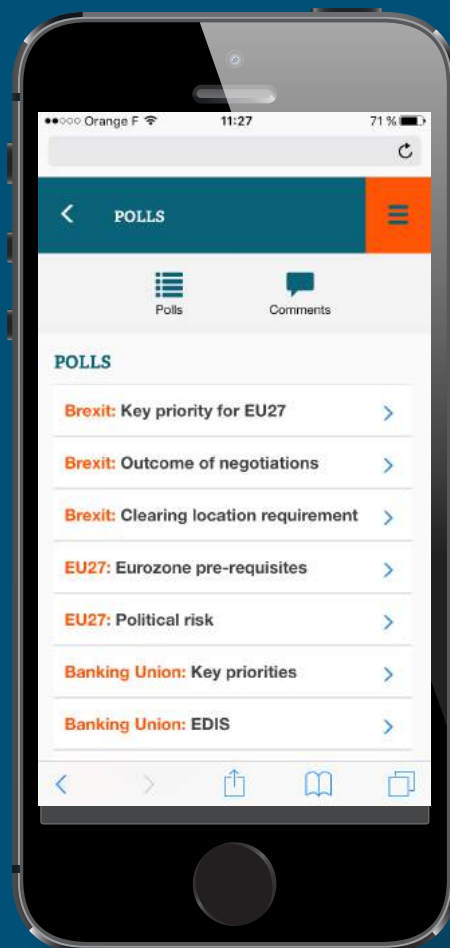 Orange F 11:27 71 %
POLLS
Polls Comments
POLLS
Brexit: Key priority for EU27
Brexit: Outcome of negotiations
Brexit: Clearing location requirement
EU27: Eurozone pre-requisites
EU27: Political risk
Banking Union: Key priorities
Banking Union: EDIS